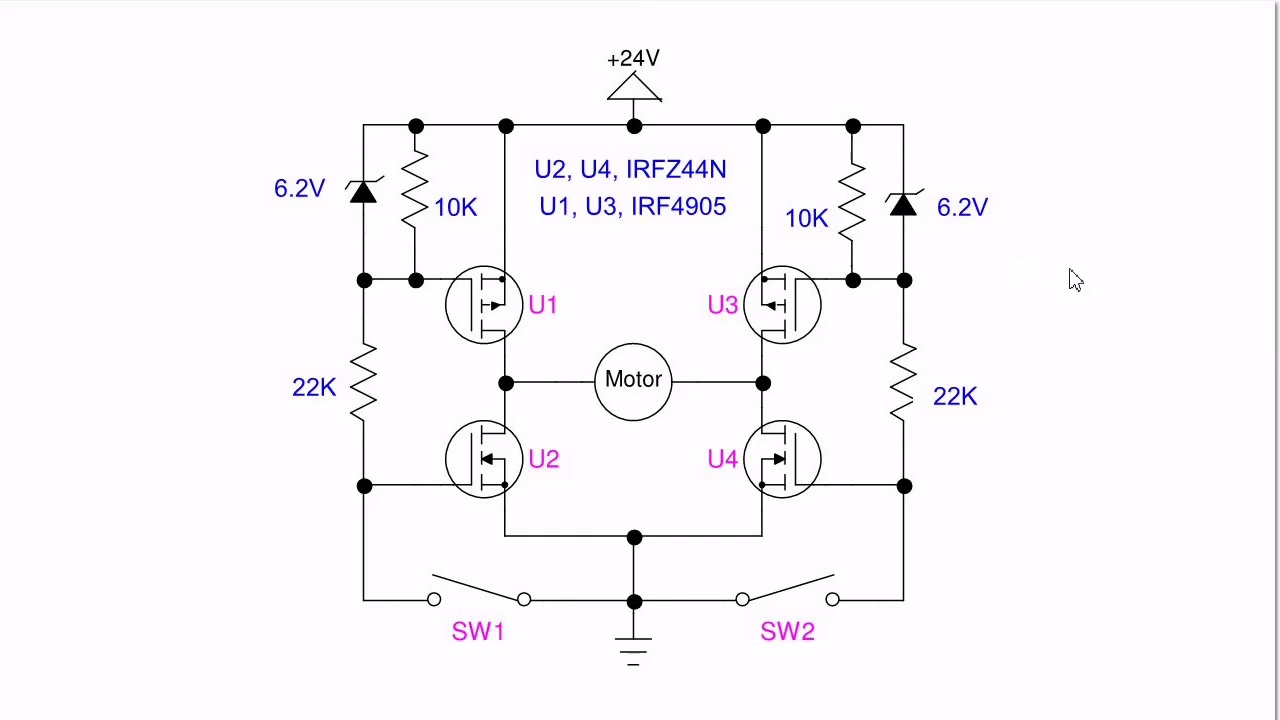 +24V
U2, U4, IRFZ44N
U1, U3, IRF4905
6.2V
10K
10K
6.2V
U1
U3
Motor
22K
22K
U2
U4
SW1
SW2